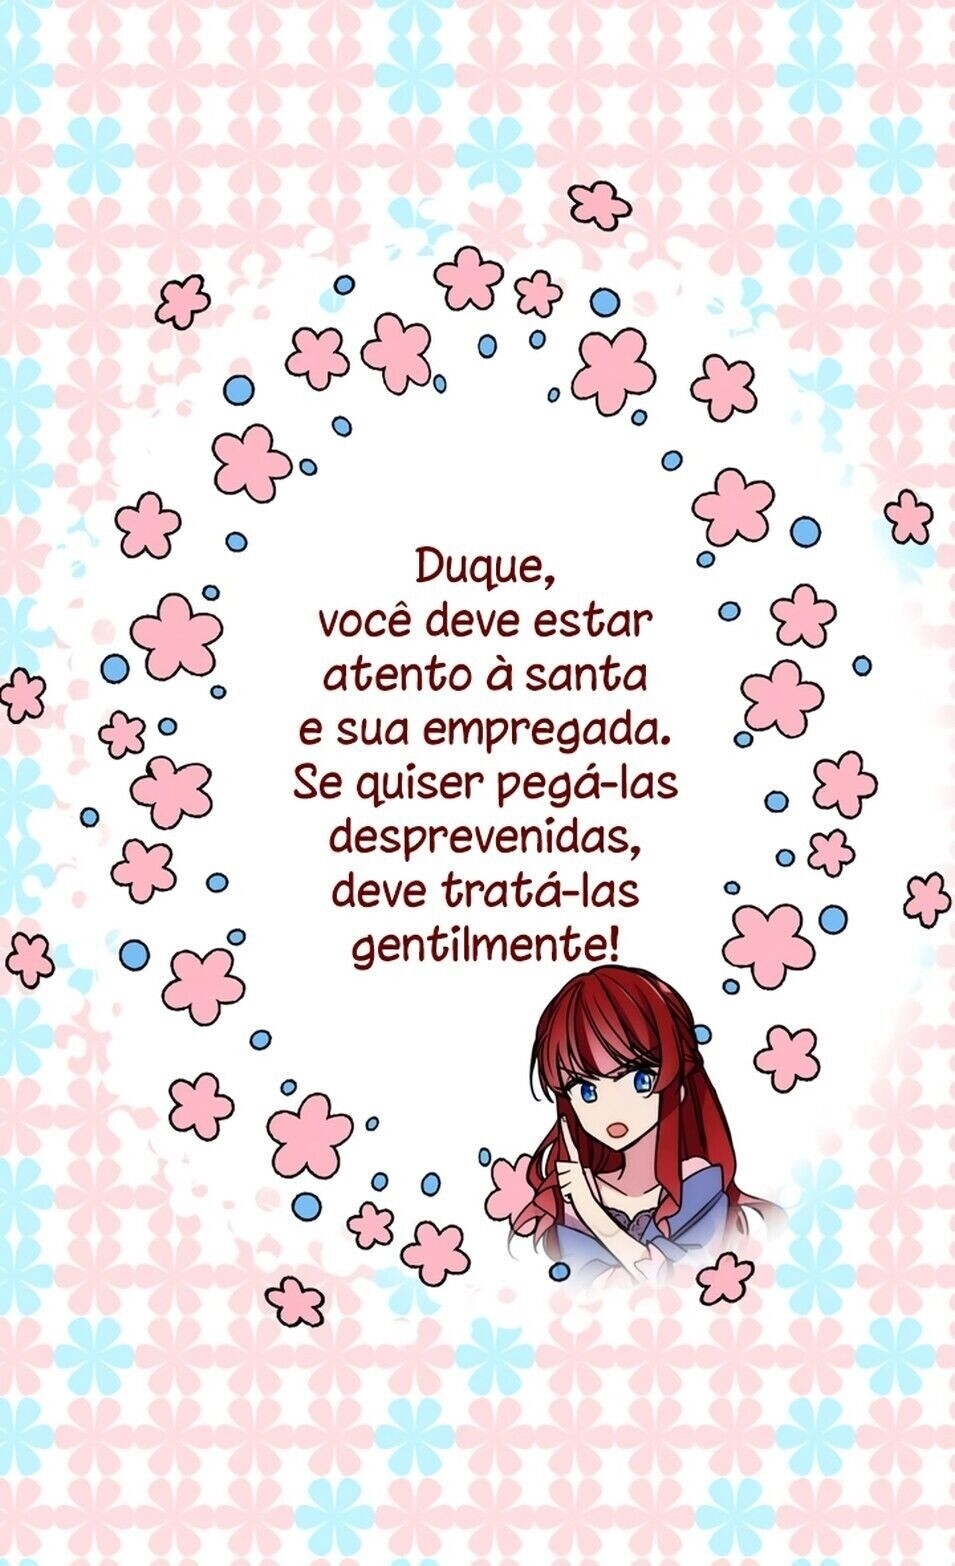 Duque,
você deve estar
atento à santa
e sua empregada.
Se quiser pegá-las
desprevenidas,
deve tratá-las
gentilmente!